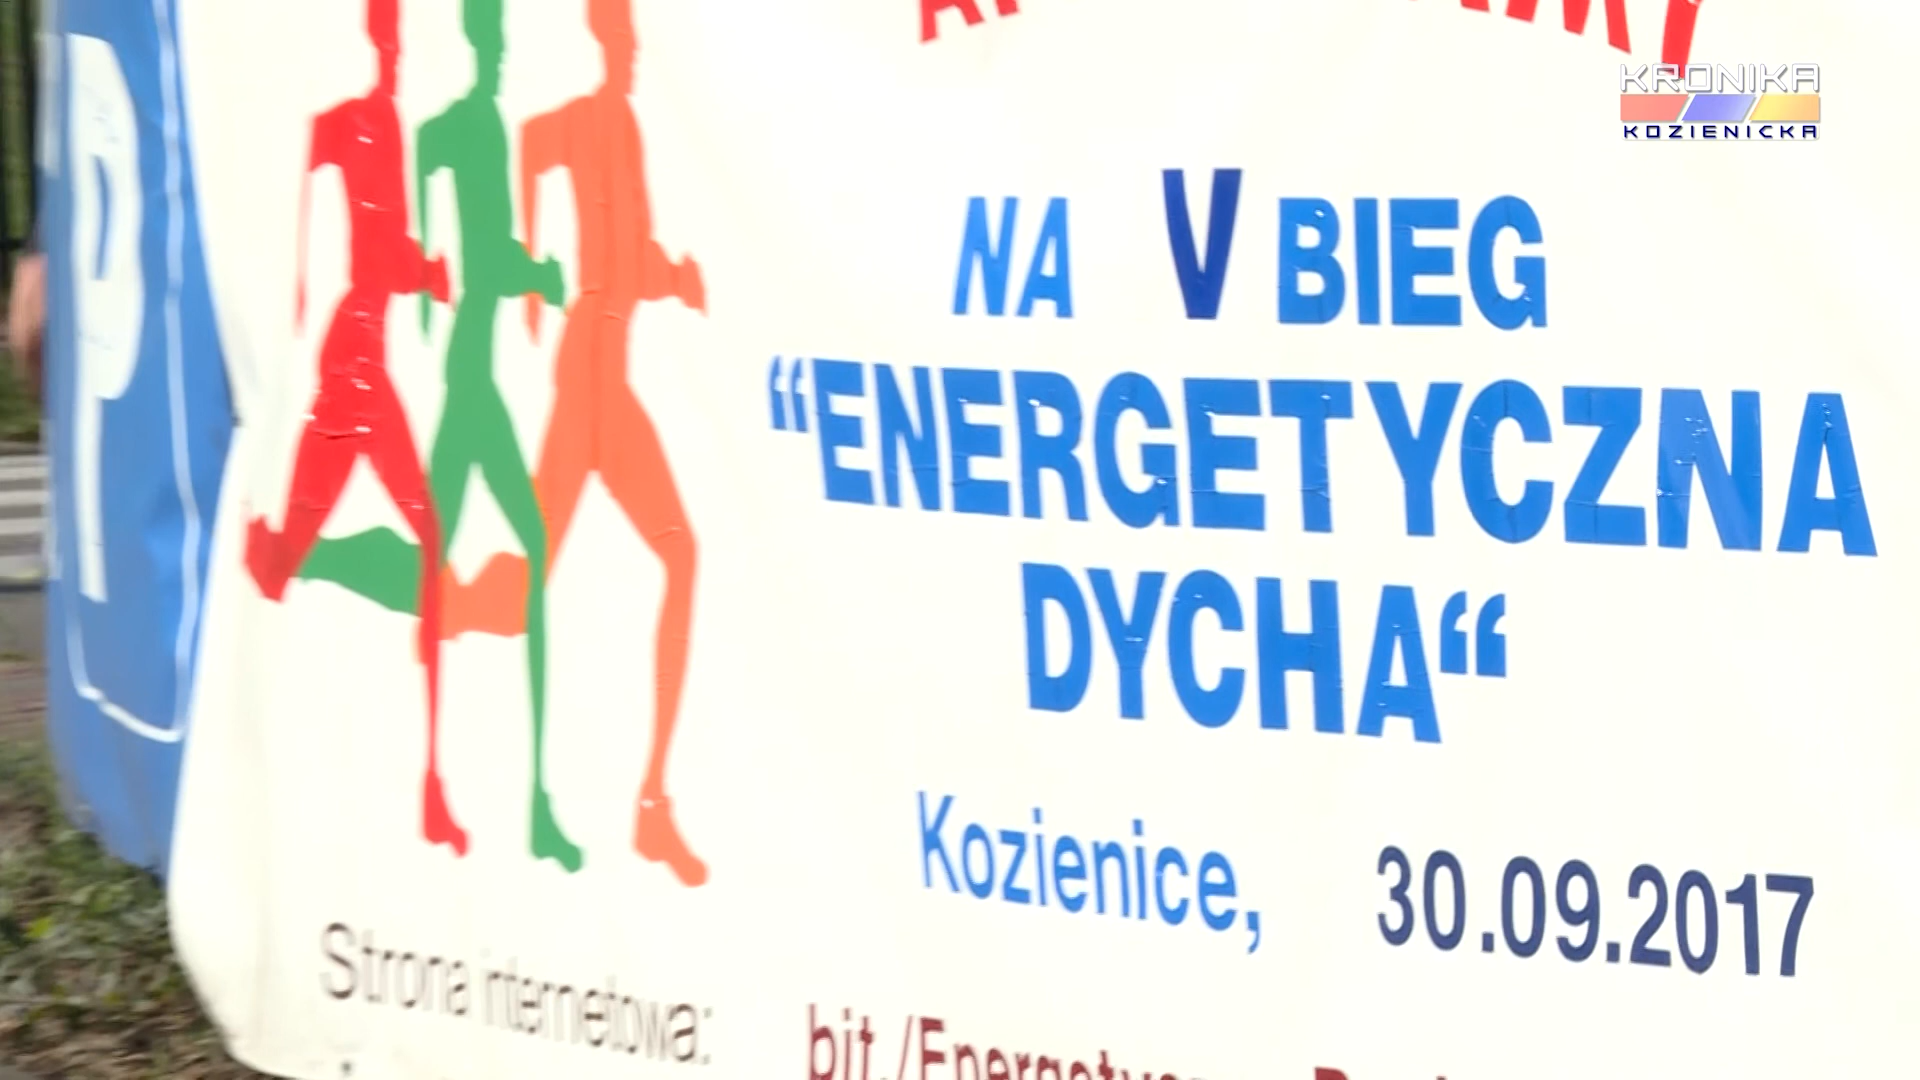 KRONIKA
KOZIENICKA
NA V BIEG
“ENERGETYCZNA
DYCHA“
Kozienice, 30.09.2017
Strona internetowa:
P